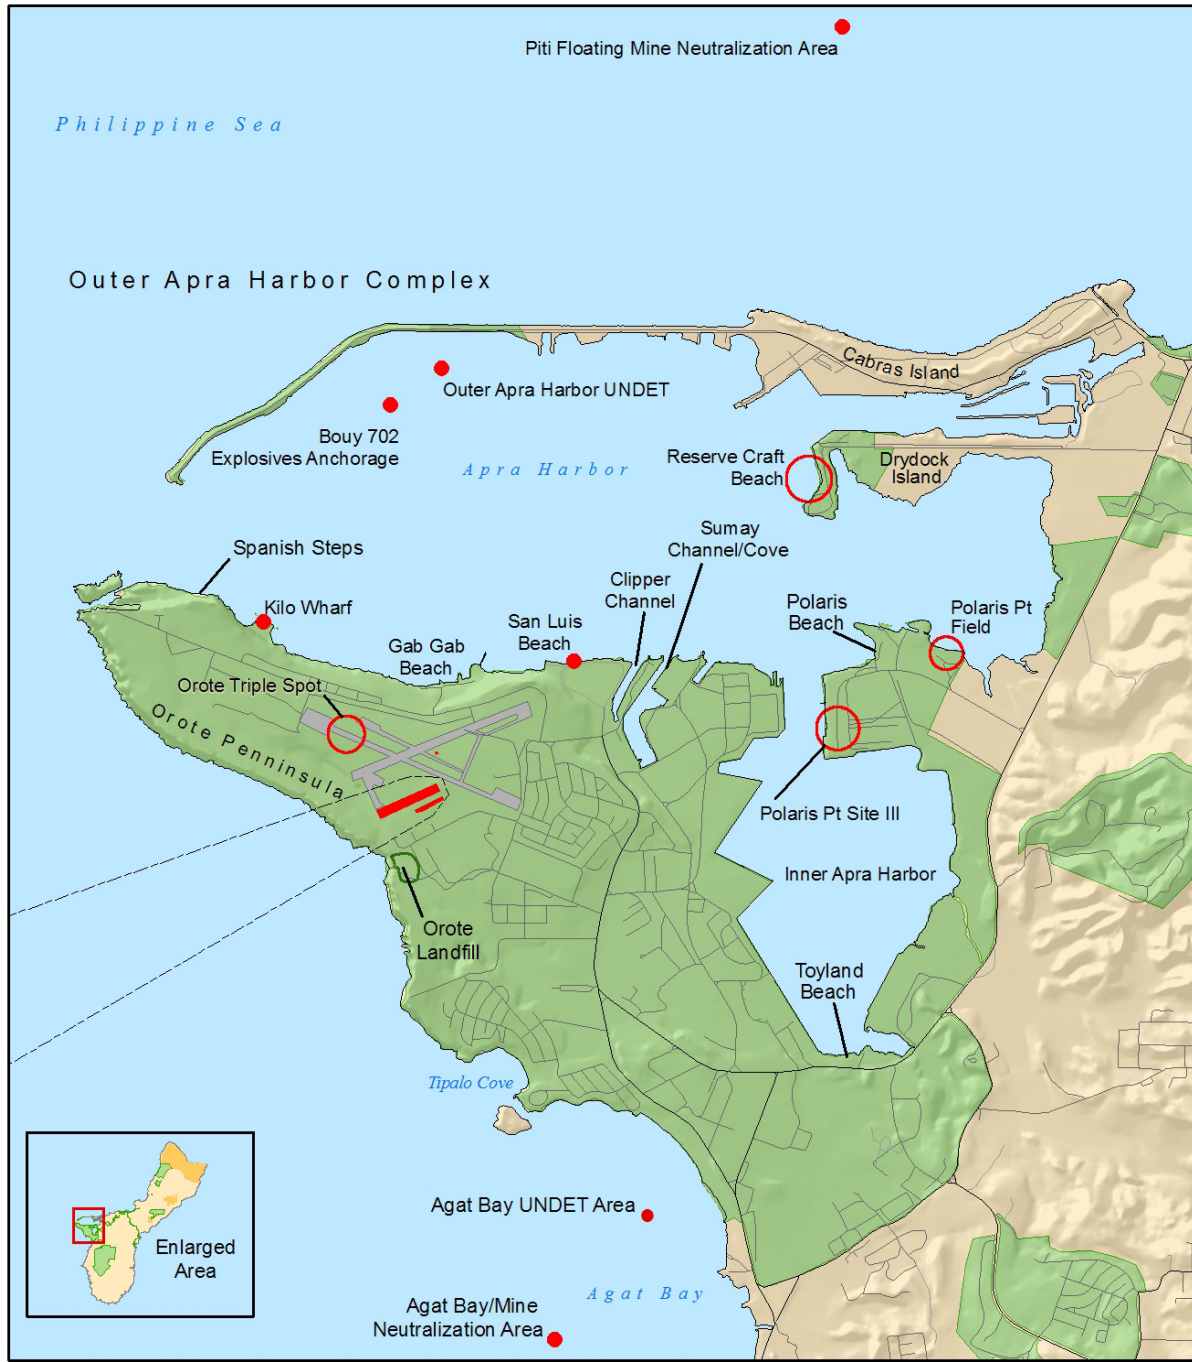 Piti Floating Mine Neutralization Area
Philippine Sea
Outer Apra Harbor Complex
Cabras Island
Outer Apra Harbor UNDET
Bouy 702
Explosives Anchorage
Apra Harbor
Reserve Craft
Beach
Drydock
Island
Sumay
Channel/Cove
Spanish Steps
Clipper
Channel
Polaris
Beach
Polaris Pt
Field
Kilo Wharf
San Luis
Beach
Gab Gab
Beach
Orote Triple Spot
Orote Penninsula
Polaris Pt Site III
Inner Apra Harbor
Orote
Landfill
Toyland
Beach
Tipalo Cove
Agat Bay UNDET Area
Enlarged
Area
Agat Bay
Agat Bay/Mine
Neutralization Area